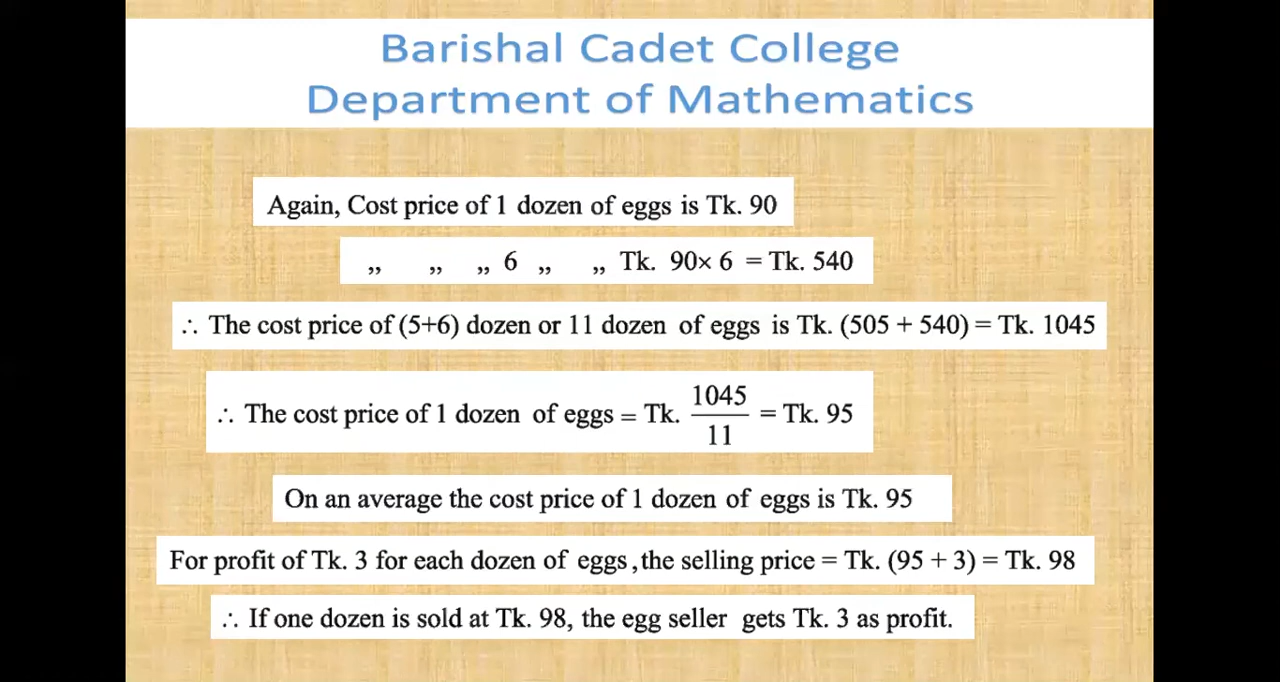 Barishal Cadet College
Department of Mathematics
Again, Cost price of 1 dozen of eggs is Tk. 90
„ „ „ 6 „ „ Tk. 90× 6 = Tk. 540
∴ The cost price of (5+6) dozen or 11 dozen of eggs is Tk. (505 + 540) = Tk. 1045
∴ The cost price of 1 dozen of eggs = Tk. 1045/11 = Tk. 95
On an average the cost price of 1 dozen of eggs is Tk. 95
For profit of Tk. 3 for each dozen of eggs, the selling price = Tk. (95 + 3) = Tk. 98
∴ If one dozen is sold at Tk. 98, the egg seller gets Tk. 3 as profit.